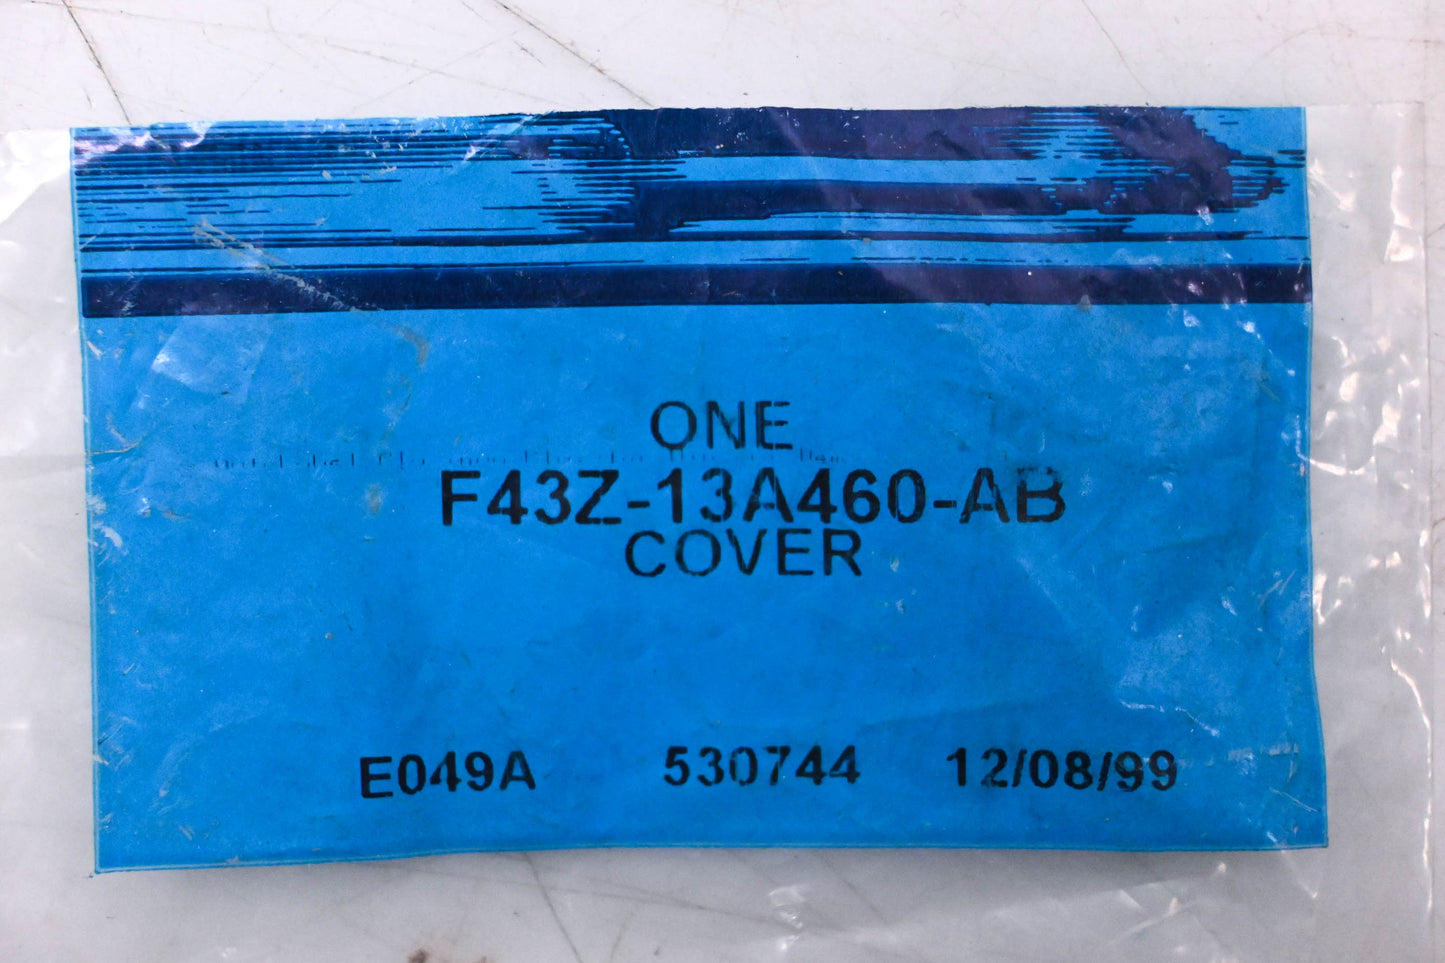 ONE
F43Z-13A460-AB
COVER
E049A 530744 12/08/99